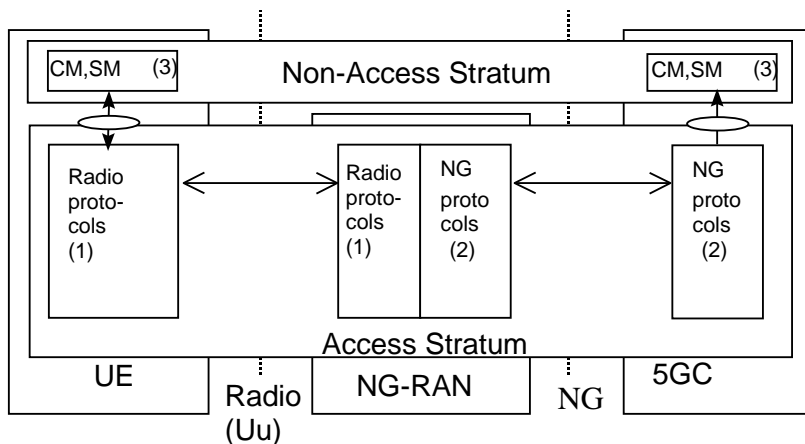 CM,SM (3)
Non-Access Stratum
CM,SM (3)
Radio
proto-
cols
(1)
Radio
proto-
cols
(1)
NG
proto
cols
(2)
NG
proto
cols
(2)
Access Stratum
UE
Radio
(Uu)
NG-RAN
NG
5GC